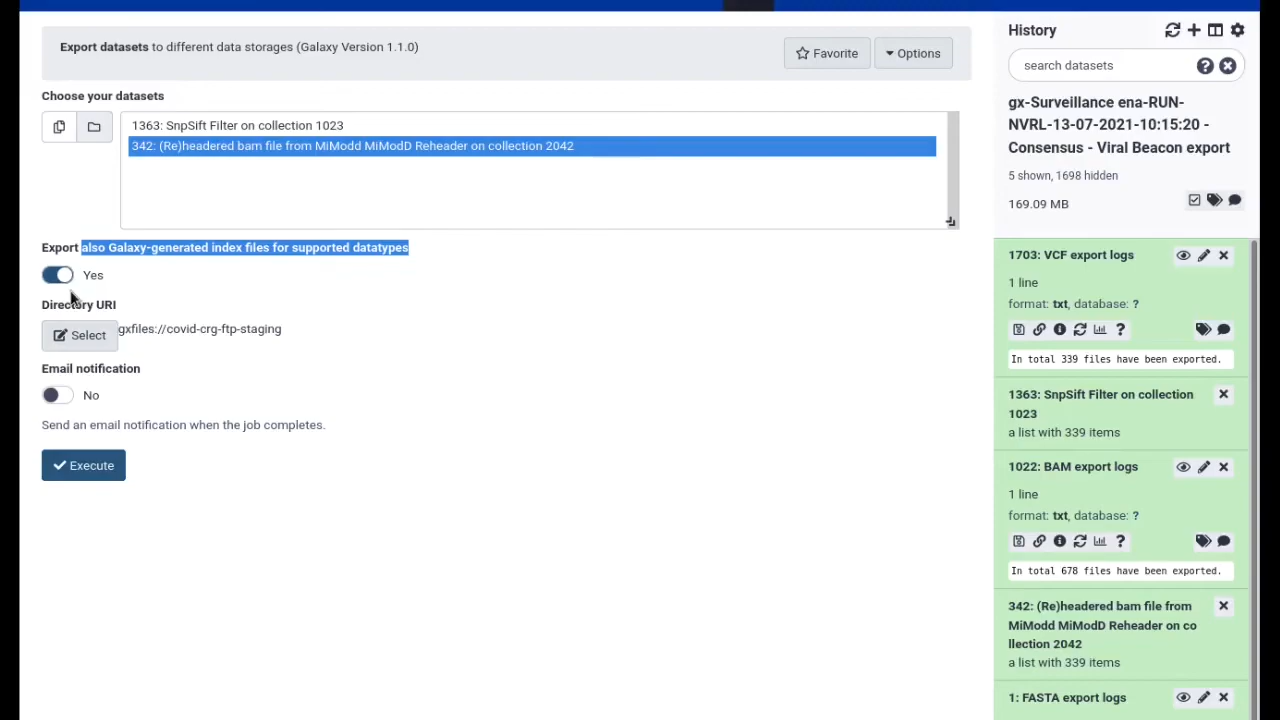 Export datasets to different data storages (Galaxy Version 1.1.0)
Favorite
Options
Choose your datasets
1363: SnpSift Filter on collection 1023
342: (Re)headered bam file from MiModd MiModD Reheader on collection 2042
Export also Galaxy-generated index files for supported datatypes
Yes
Directory URI
Select
gxfiles://covid-crg-ftp-staging
Email notification
No
Send an email notification when the job completes.
Execute
History
search datasets
gx-Surveillance ena-RUN-
NVRL-13-07-2021-10:15:20 -
Consensus - Viral Beacon export
5 shown, 1698 hidden
169.09 MB
1703: VCF export logs
1 line
format: txt, database: ?
In total 339 files have been exported.
1363: SnpSift Filter on collection
1023
a list with 339 items
1022: BAM export logs
1 line
format: txt, database: ?
In total 678 files have been exported.
342: (Re)headered bam file from
MiModd MiModD Reheader on co
llection 2042
a list with 339 items
1: FASTA export logs